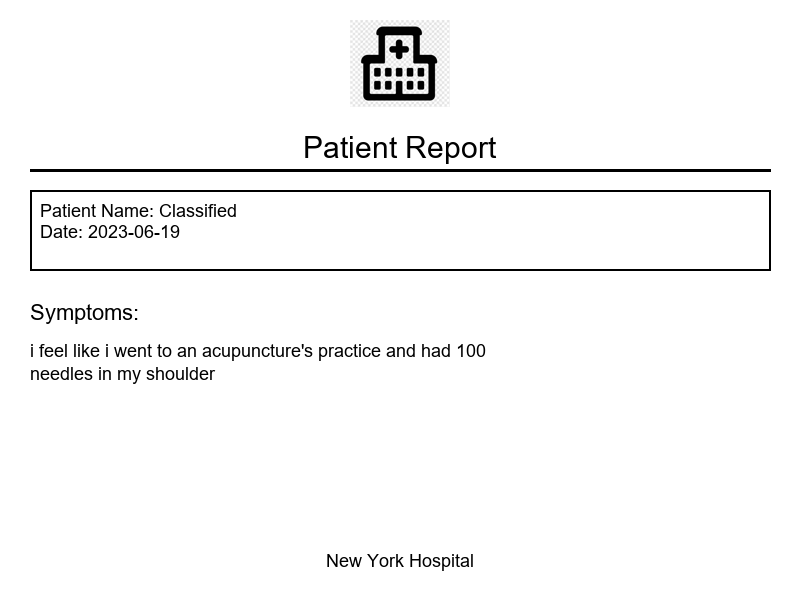 Patient Report
Patient Name: Classified
Date: 2023-06-19
Symptoms:
i feel like i went to an acupuncture's practice and had 100
needles in my shoulder
New York Hospital